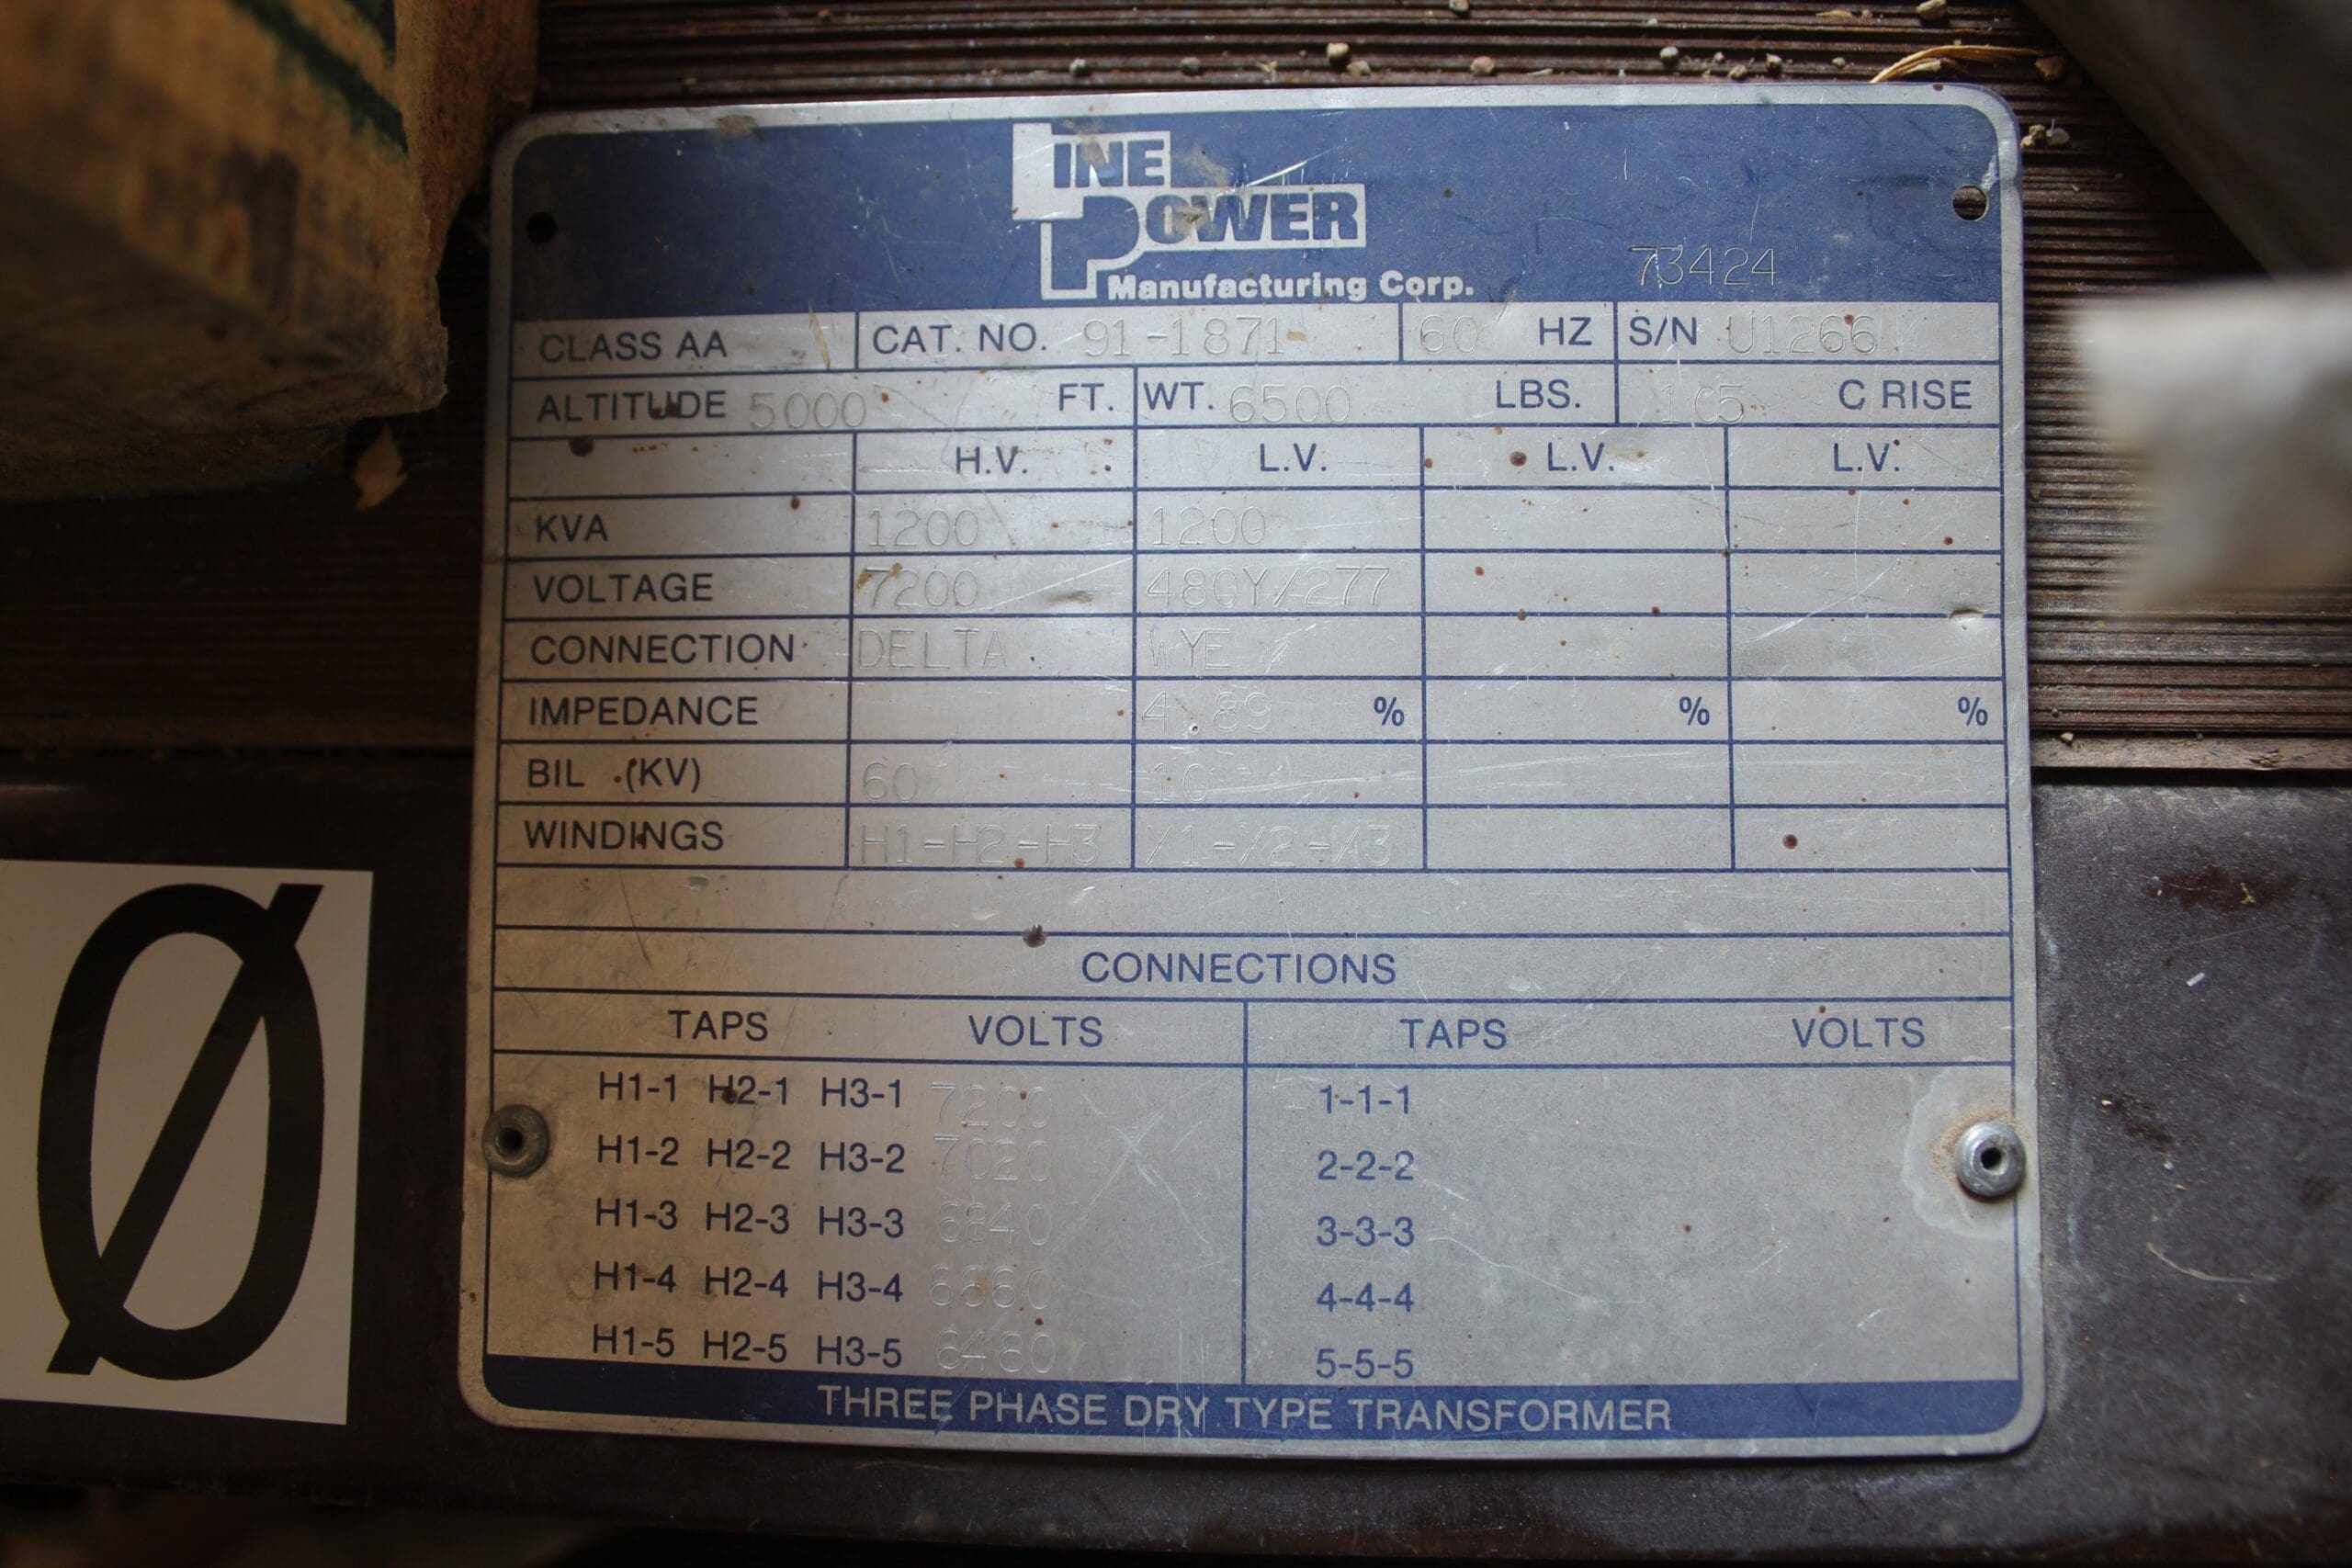 LINE
POWER
Manufacturing Corp. 73424
CLASS AA CAT. NO. 91-1871 60 HZ S/N U1266
ALTITUDE 5000 FT. WT. 6500 LBS. 105 C RISE
H.V. L.V. L.V. L.V.
KVA 1200 1200
VOLTAGE 7200 480Y/277
CONNECTION DELTA WYE
IMPEDANCE 4.89 % % %
BIL (KV) 60 10
WINDINGS H1-H2-H3 X1-X2-X3
CONNECTIONS
TAPS VOLTS TAPS VOLTS
H1-1 H2-1 H3-1 7200 1-1-1
H1-2 H2-2 H3-2 7020 2-2-2
H1-3 H2-3 H3-3 6840 3-3-3
H1-4 H2-4 H3-4 6660 4-4-4
H1-5 H2-5 H3-5 6480 5-5-5
THREE PHASE DRY TYPE TRANSFORMER
Ø